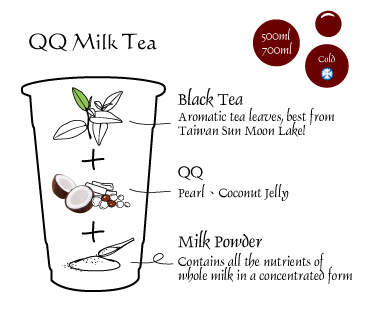 QQ Milk Tea
500ml
700ml
Cold
Black Tea
Aromatic tea leaves, best from
Taiwan Sun Moon Lake!
+
QQ
Pearl、Coconut Jelly
+
Milk Powder
Contains all the nutrients of
whole milk in a concentrated form